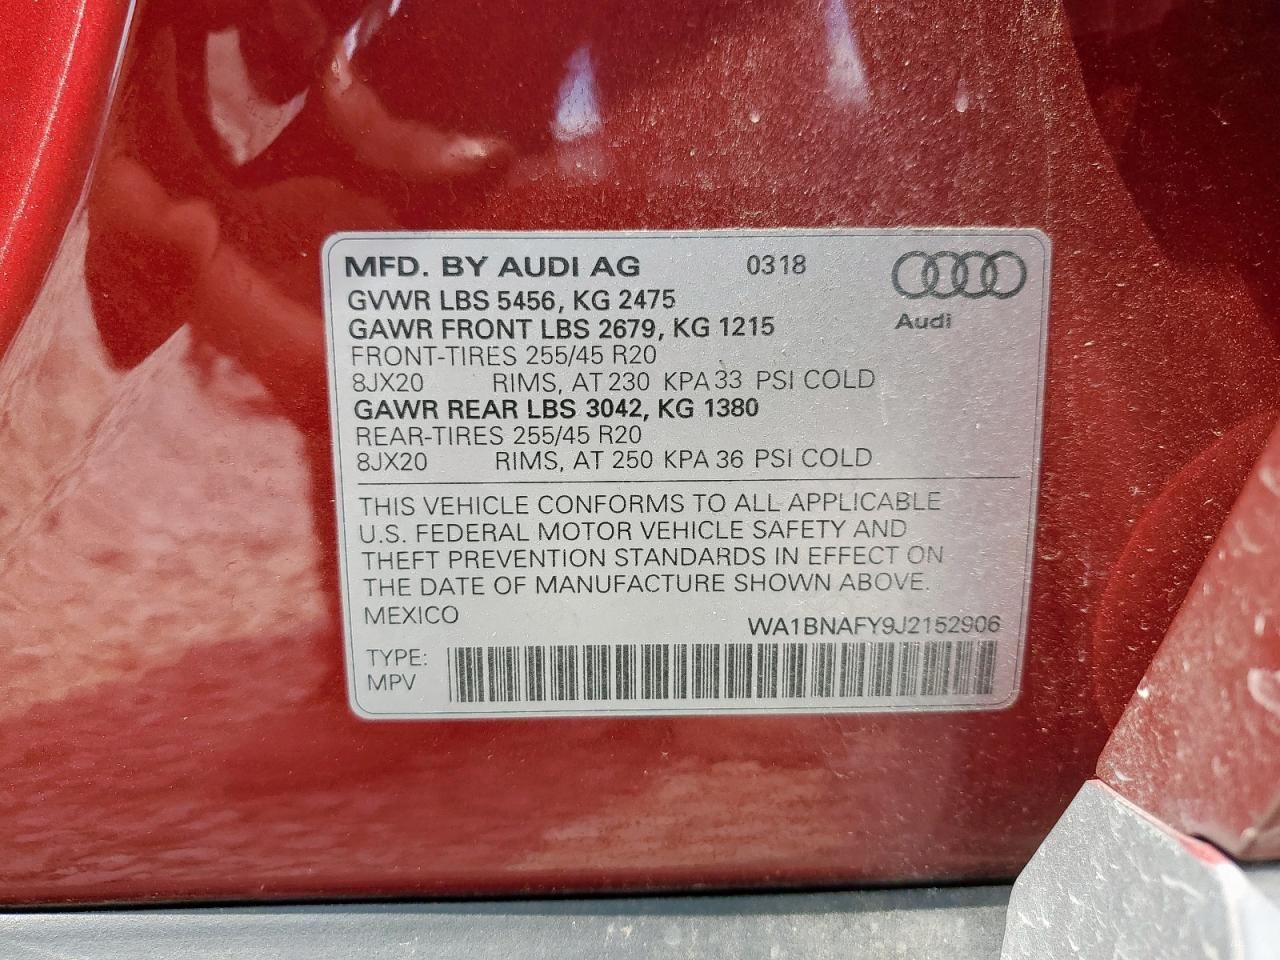 MFD. BY AUDI AG 0318
GVWR LBS 5456, KG 2475
GAWR FRONT LBS 2679, KG 1215
Audi
FRONT-TIRES 255/45 R20
8JX20 RIMS, AT 230 KPA 33 PSI COLD
GAWR REAR LBS 3042, KG 1380
REAR-TIRES 255/45 R20
8JX20 RIMS, AT 250 KPA 36 PSI COLD
THIS VEHICLE CONFORMS TO ALL APPLICABLE
U.S. FEDERAL MOTOR VEHICLE SAFETY AND
THEFT PREVENTION STANDARDS IN EFFECT ON
THE DATE OF MANUFACTURE SHOWN ABOVE.
MEXICO
WA1BNAFY9J2152906
TYPE:
MPV